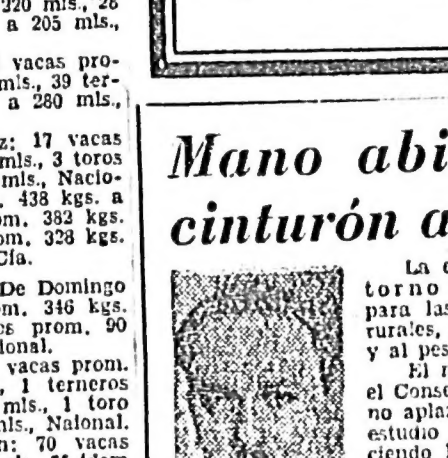 220 mls., 28
a 205 mls.,
vacas pro-
mls., 39 ter-
a 280 mls.,
z: 17 vacas
mls., 3 toros
mls., Nacio-
. 438 kgs. a
om. 382 kgs.
om. 328 kgs.
Cía.
De Domingo
om. 346 kgs.
os prom. 90
ional.
vacas prom.
, 1 terneros
mls., 1 toro
mls., Nalonal.
n: 70 vacas
Mano abi
cinturón a
La
torno
para las
rurales,
y al pes
El
el Conse
no apla
estudio
ciendo